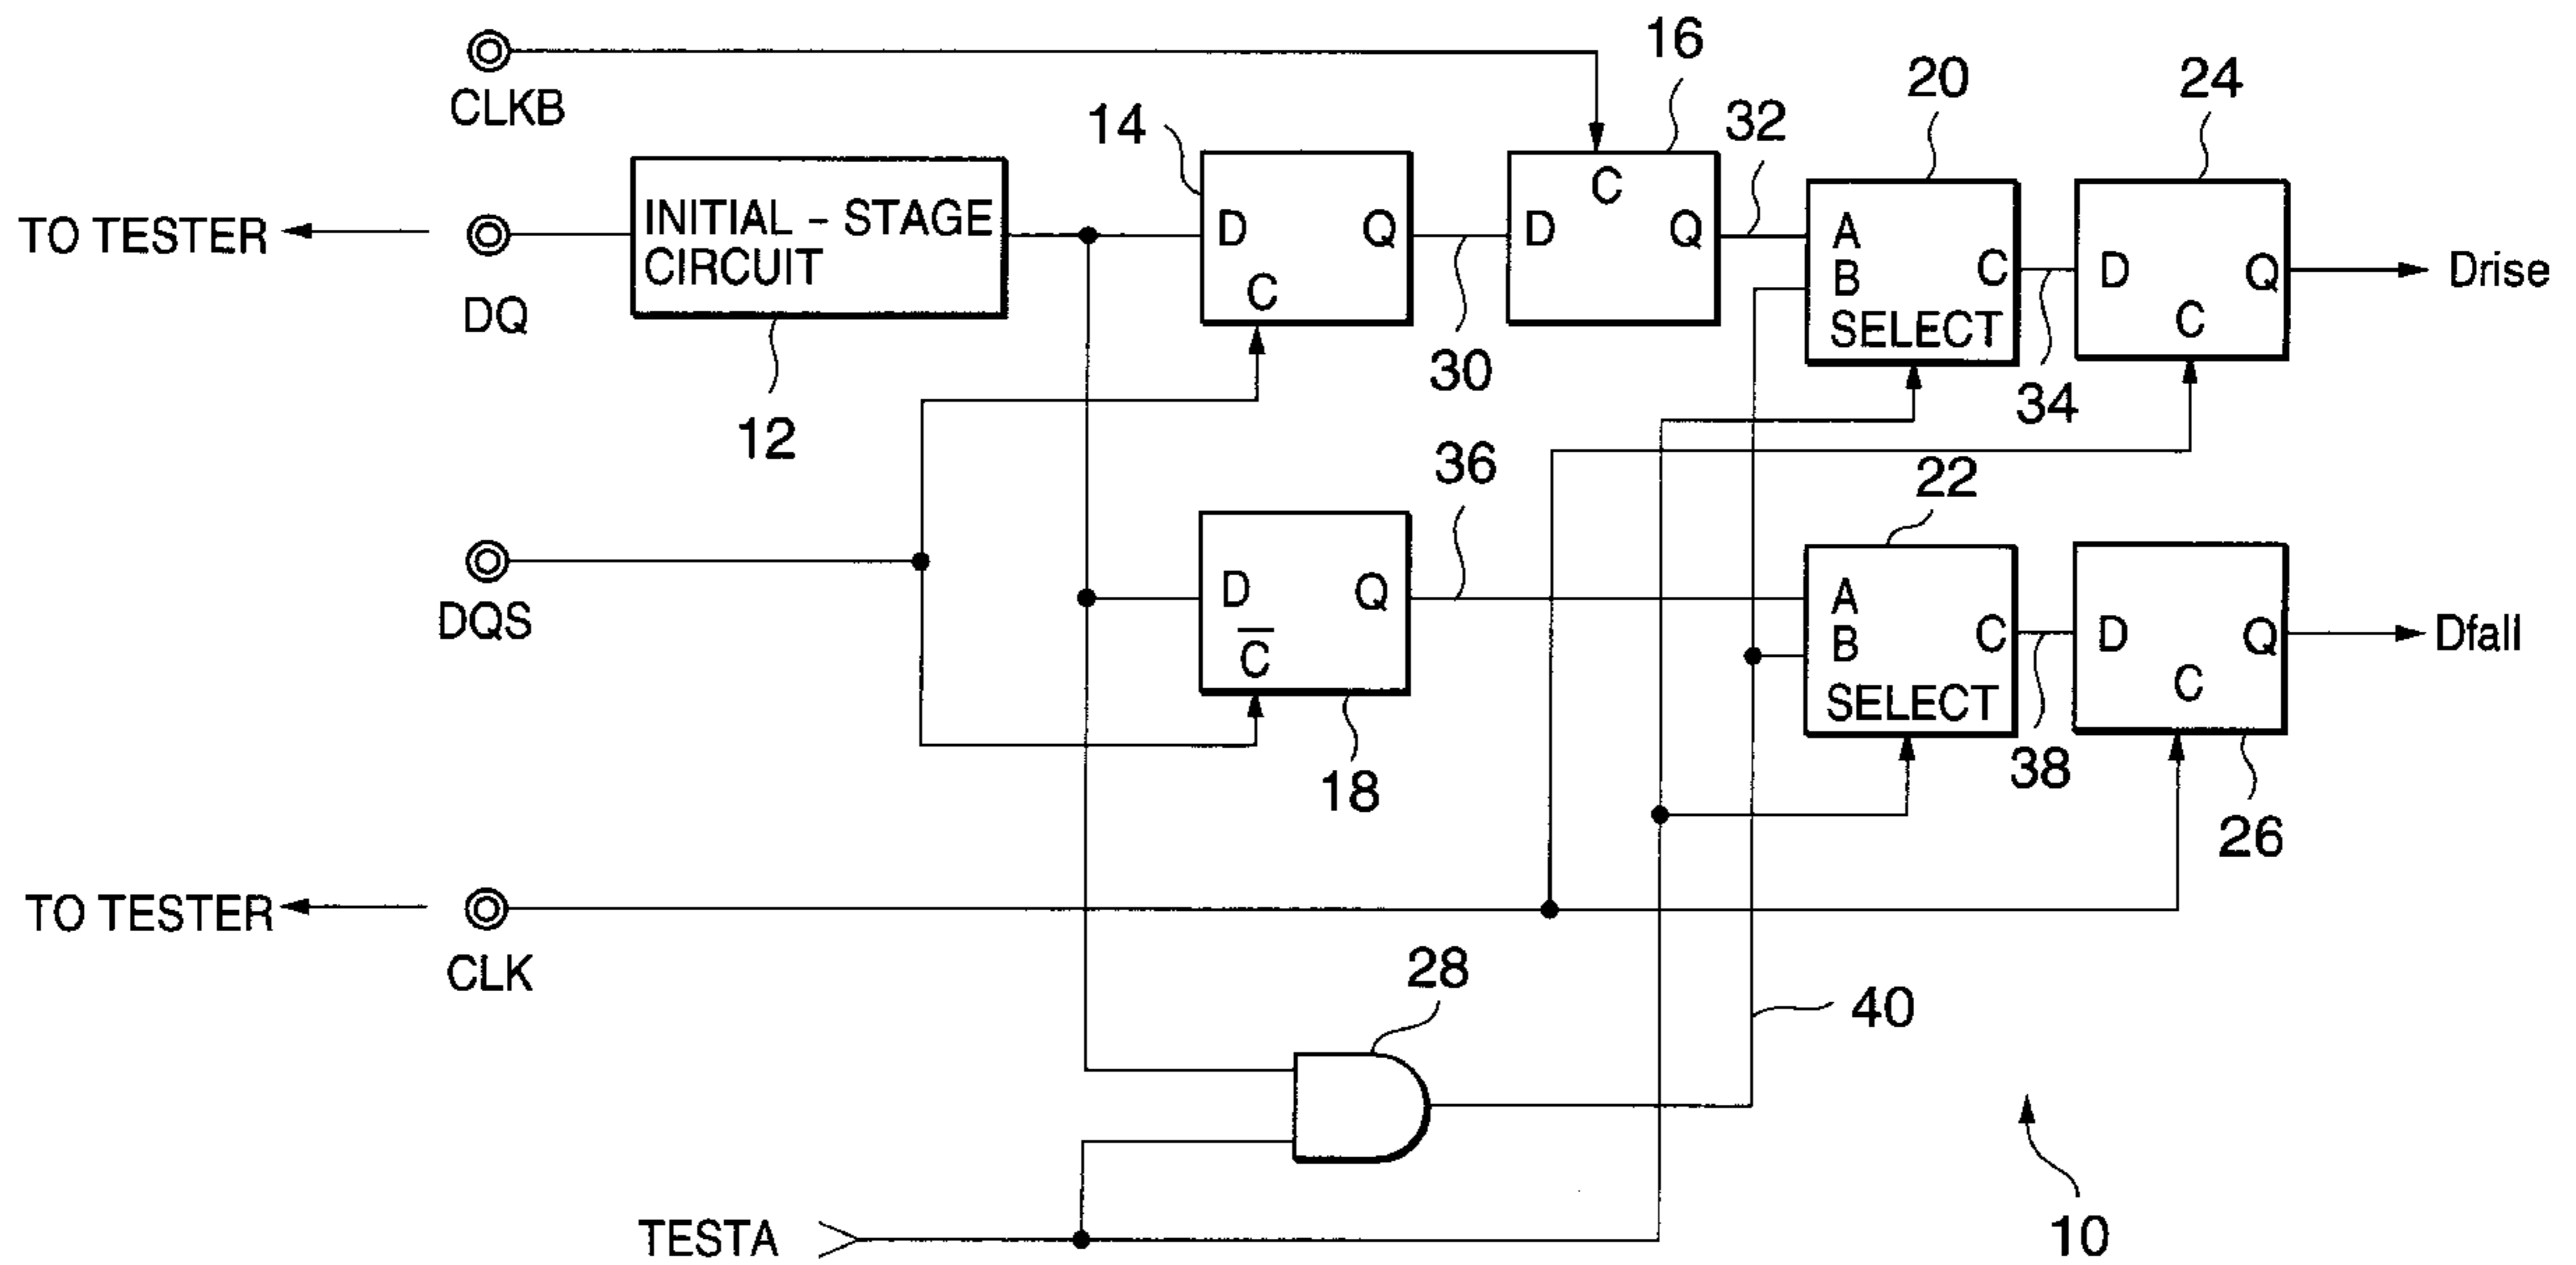 CLKB
16
20
24
14
32
TO TESTER
INITIAL – STAGE
CIRCUIT
D
Q
C
D
C
Q
A
B
C
SELECT
D
Q
C
Drise
DQ
12
30
34
36
22
DQS
D
Q
C̅
A
B
C
SELECT
D
Q
C
Dfall
18
38
26
TO TESTER
CLK
28
40
TESTA
10